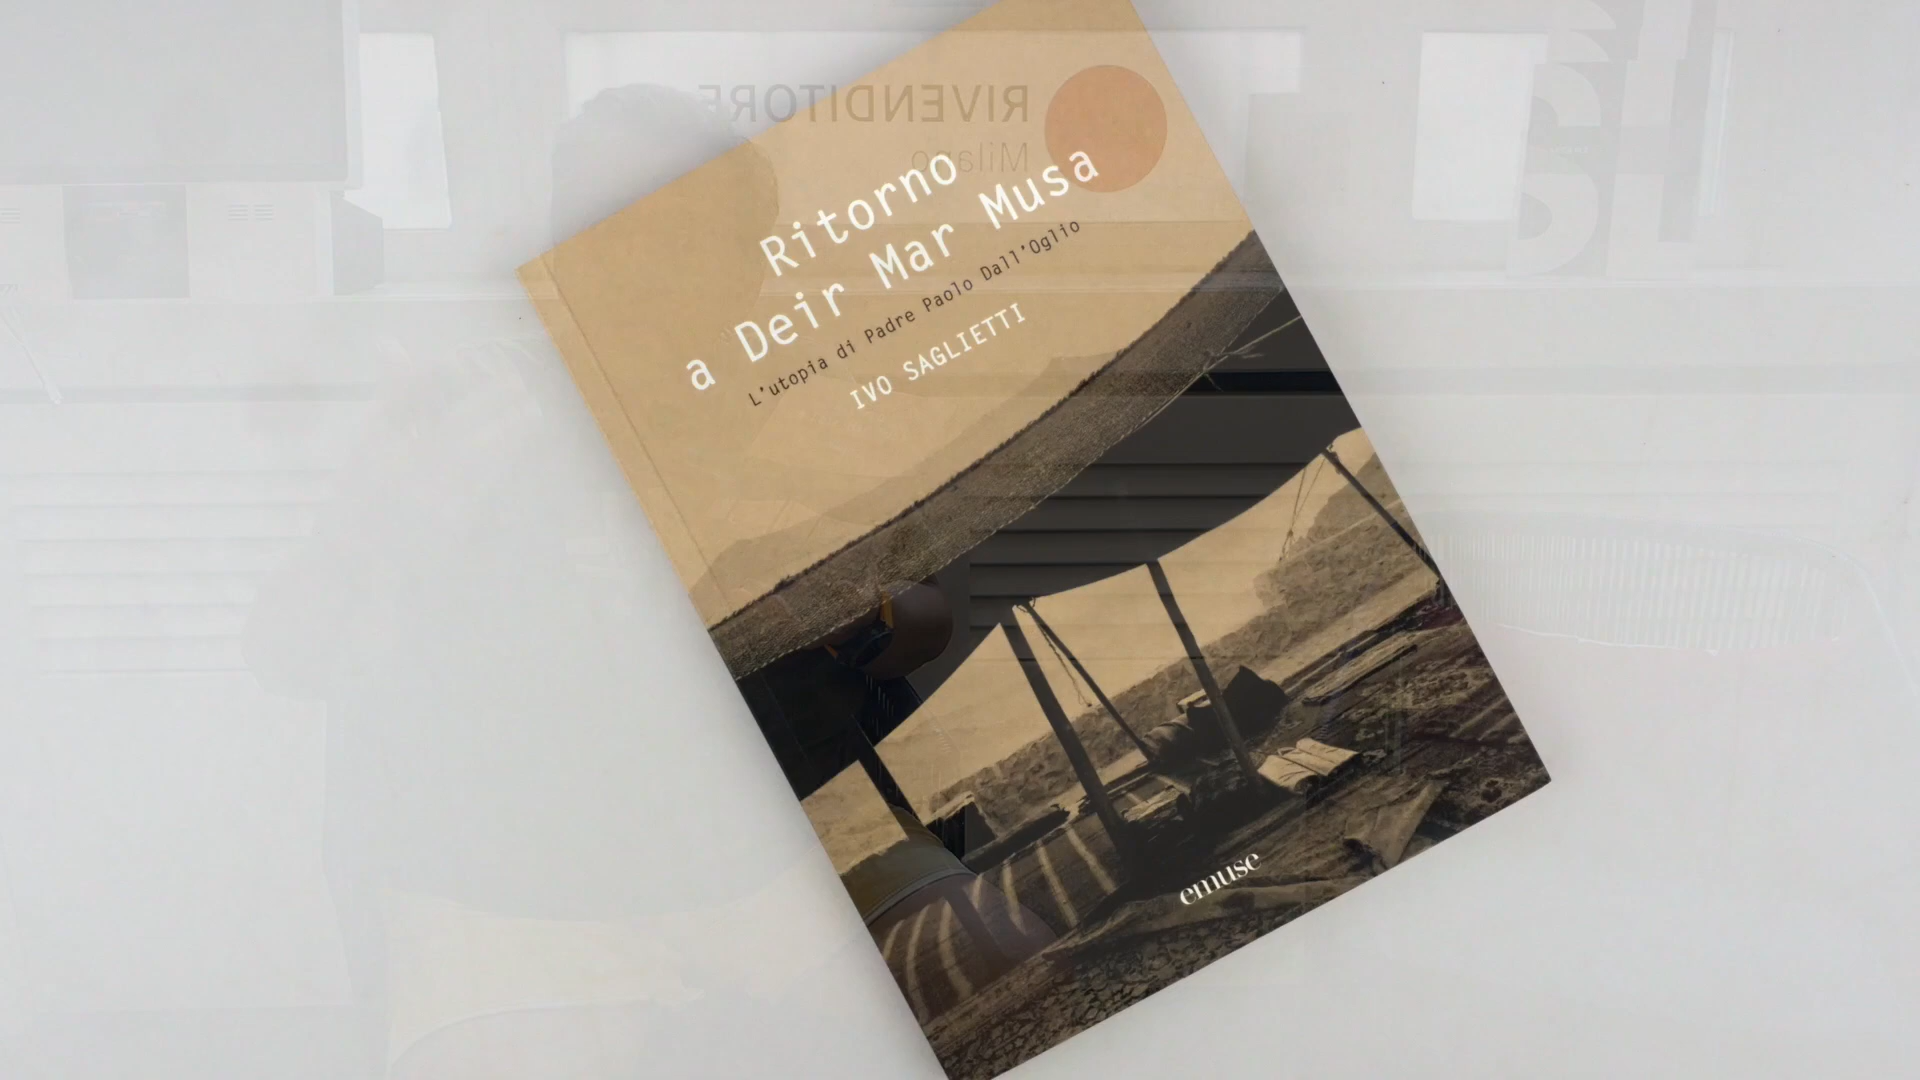 RIVENDITORE
Milano
Ritorno
a Deir Mar Musa
L'utopia di Padre Paolo Dall'Oglio
IVO SAGLIETTI
emuse